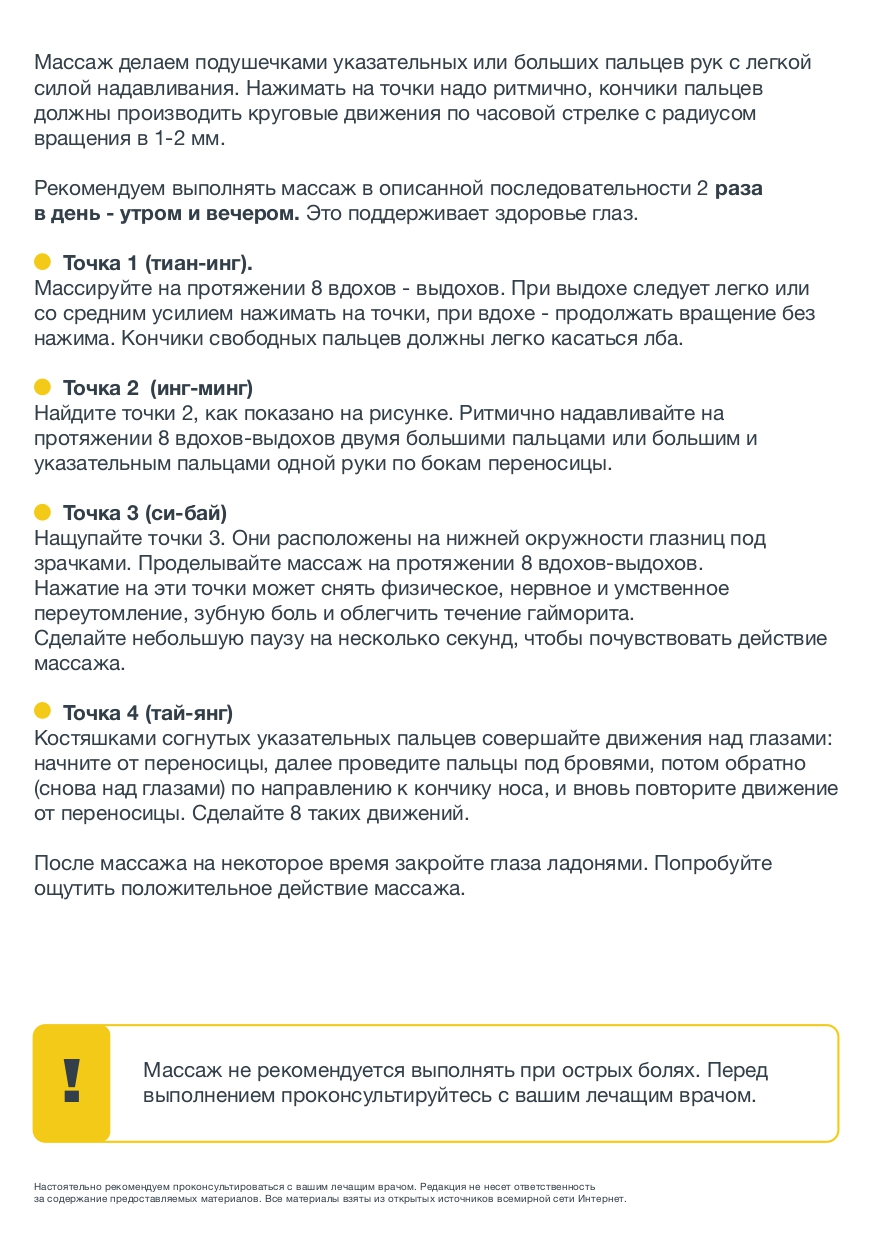 Массаж делаем подушечками указательных или больших пальцев рук с легкой
силой надавливания. Нажимать на точки надо ритмично, кончики пальцев
должны производить круговые движения по часовой стрелке с радиусом
вращения в 1-2 мм.
Рекомендуем выполнять массаж в описанной последовательности 2 раза
в день - утром и вечером. Это поддерживает здоровье глаз.
Точка 1 (тиан-инг).
Массируйте на протяжении 8 вдохов - выдохов. При выдохе следует легко или
со средним усилием нажимать на точки, при вдохе - продолжать вращение без
нажима. Кончики свободных пальцев должны легко касаться лба.
Точка 2 (инг-минг)
Найдите точки 2, как показано на рисунке. Ритмично надавливайте на
протяжении 8 вдохов-выдохов двумя большими пальцами или большим и
указательным пальцами одной руки по бокам переносицы.
Точка 3 (си-бай)
Нащупайте точки 3. Они расположены на нижней окружности глазниц под
зрачками. Проделывайте массаж на протяжении 8 вдохов-выдохов.
Нажатие на эти точки может снять физическое, нервное и умственное
переутомление, зубную боль и облегчить течение гайморита.
Сделайте небольшую паузу на несколько секунд, чтобы почувствовать действие
массажа.
Точка 4 (тай-янг)
Костяшками согнутых указательных пальцев совершайте движения над глазами:
начните от переносицы, далее проведите пальцы под бровями, потом обратно
(снова над глазами) по направлению к кончику носа, и вновь повторите движение
от переносицы. Сделайте 8 таких движений.
После массажа на некоторое время закройте глаза ладонями. Попробуйте
ощутить положительное действие массажа.
!
Массаж не рекомендуется выполнять при острых болях. Перед
выполнением проконсультируйтесь с вашим лечащим врачом.
Настоятельно рекомендуем проконсультироваться с вашим лечащим врачом. Редакция не несет ответственность
за содержание предоставляемых материалов. Все материалы взяты из открытых источников всемирной сети Интернет.